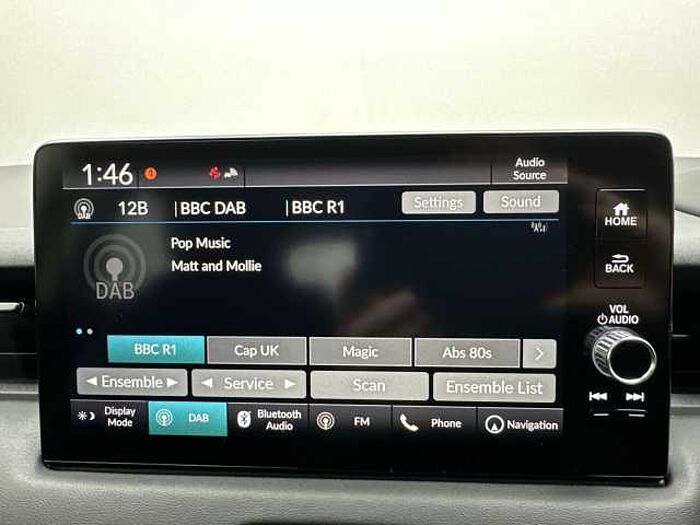 1:46
Audio
Source
12B |BBC DAB |BBC R1 Settings Sound
HOME
Pop Music
Matt and Mollie
DAB
BACK
VOL
AUDIO
BBC R1 Cap UK Magic Abs 80s
Ensemble Service Scan Ensemble List
Display
Mode
DAB
Bluetooth
Audio
FM
Phone
Navigation